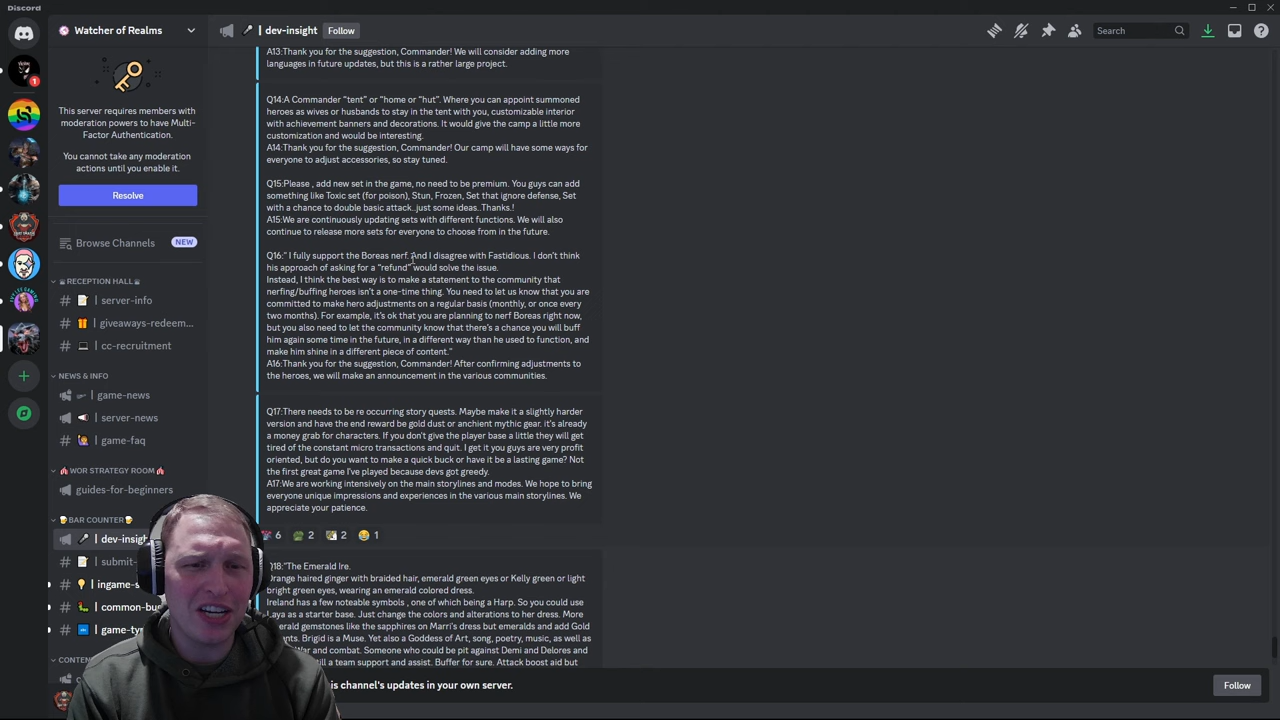 Discord
Watcher of Realms
dev-insight
Follow
Search
This server requires members with
moderation powers to have Multi-
Factor Authentication.
You cannot take any moderation
actions until you enable it.
Resolve
Browse Channels
NEW
RECEPTION HALL
server-info
giveaways-redeem...
cc-recruitment
NEWS & INFO
game-news
server-news
game-faq
WOR STRATEGY ROOM
guides-for-beginners
BAR COUNTER
dev-insigh
submit-
ingame-s
common-bu
game-ty
CONTEN
1
A13:Thank you for the suggestion, Commander! We will consider adding more
languages in future updates, but this is a rather large project.
Q14:A Commander “tent” or “home or “hut”. Where you can appoint summoned
heroes as wives or husbands to stay in the tent with you, customizable interior
with achievement banners and decorations. It would give the camp a little more
customization and would be interesting.
A14:Thank you for the suggestion, Commander! Our camp will have some ways for
everyone to adjust accessories, so stay tuned.
Q15:Please , add new set in the game, no need to be premium. You guys can add
something like Toxic set (for poison), Stun, Frozen, Set that ignore defense, Set
with a chance to double basic attack..just some ideas..Thanks.!
A15:We are continuously updating sets with different functions. We will also
continue to release more sets for everyone to choose from in the future.
Q16:" I fully support the Boreas nerf. And I disagree with Fastidious. I don’t think
his approach of asking for a “refund” would solve the issue.
Instead, I think the best way is to make a statement to the community that
nerfing/buffing heroes isn’t a one-time thing. You need to let us know that you are
committed to make hero adjustments on a regular basis (monthly, or once every
two months). For example, it’s ok that you are planning to nerf Boreas right now,
but you also need to let the community know that there’s a chance you will buff
him again some time in the future, in a different way than he used to function, and
make him shine in a different piece of content."
A16:Thank you for the suggestion, Commander! After confirming adjustments to
the heroes, we will make an announcement in the various communities.
Q17:There needs to be re occurring story quests. Maybe make it a slightly harder
version and have the end reward be gold dust or anchient mythic gear. it’s already
a money grab for characters. If you don’t give the player base a little they will get
tired of the constant micro transactions and quit. I get it you guys are very profit
oriented, but do you want to make a quick buck or have it be a lasting game? Not
the first great game I’ve played because devs got greedy.
A17:We are working intensively on the main storylines and modes. We hope to bring
everyone unique impressions and experiences in the various main storylines. We
appreciate your patience.
6 2 2 1
Q18:"The Emerald Ire.
Orange haired ginger with braided hair, emerald green eyes or Kelly green or light
bright green eyes, wearing an emerald colored dress.
Ireland has a few noteable symbols , one of which being a Harp. So you could use
Laya as a starter base. Just change the colors and alterations to her dress. More
gemstones like the sapphires on Marri’s dress but emeralds and add Gold
Brigid is a Muse. Yet also a Goddess of Art, song, poetry, music, as well as
War and combat. Someone who could be pit against Demi and Delores and
a team support and assist. Buffer for sure. Attack boost aid but
is channel's updates in your own server.
Follow